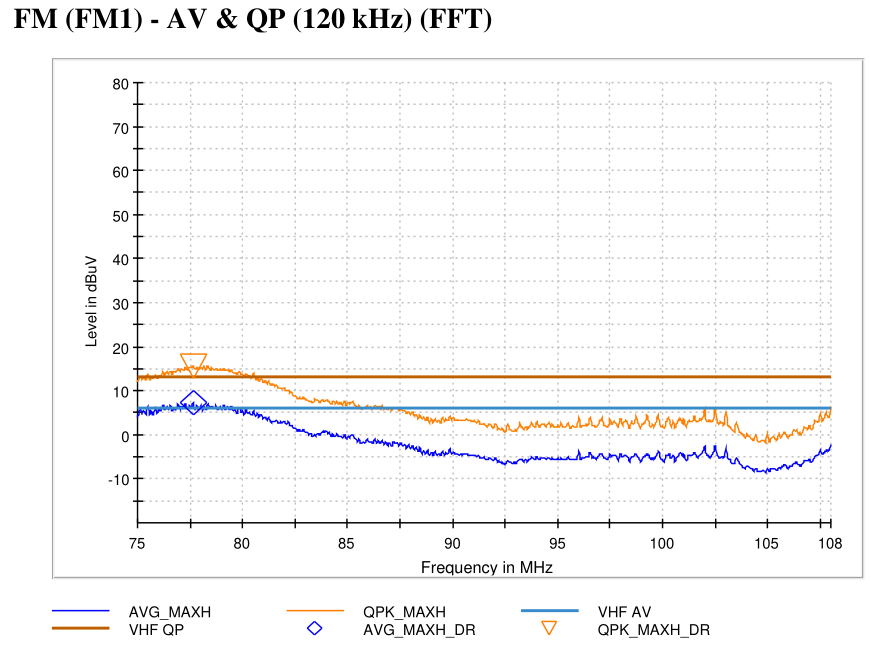 FM (FM1) - AV & QP (120 kHz) (FFT)
80
70
60
50
40
30
20
10
0
-10
Level in dBuV
75 80 85 90 95 100 105 108
Frequency in MHz
AVG_MAXH QPK_MAXH VHF AV
VHF QP AVG_MAXH_DR QPK_MAXH_DR